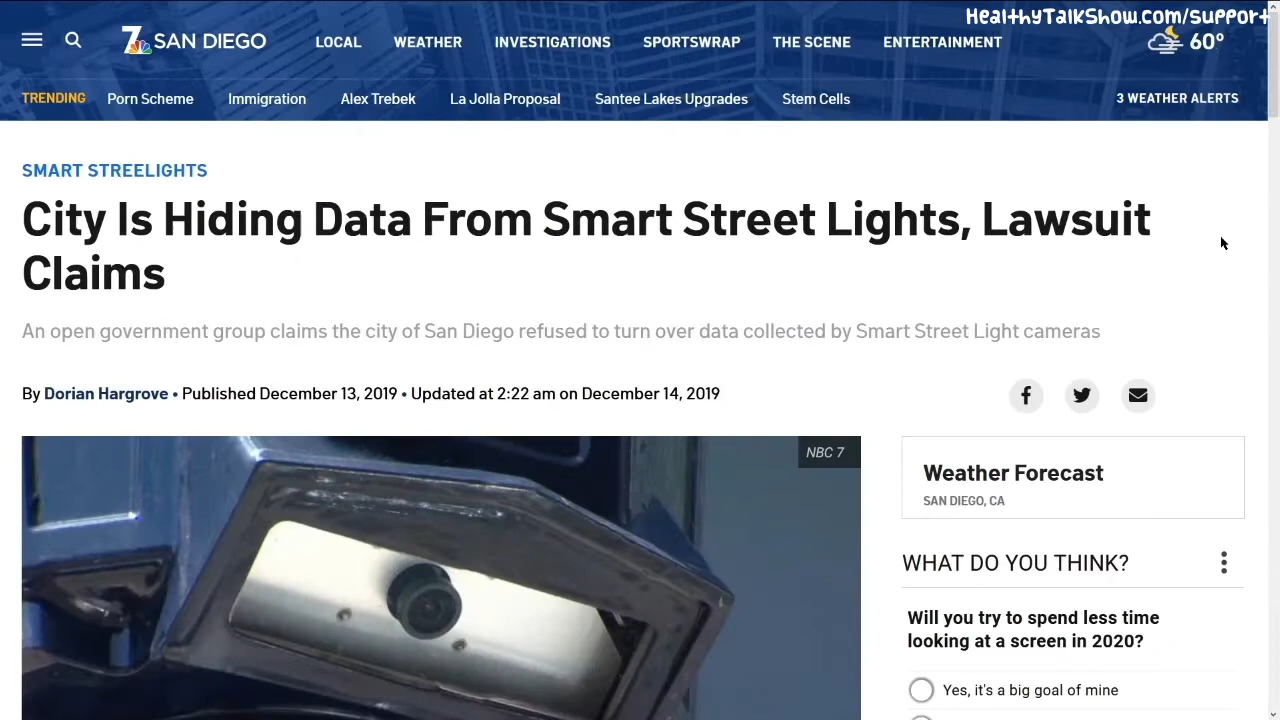 HealthyTalkShow.com/support
7 SAN DIEGO
LOCAL
WEATHER
INVESTIGATIONS
SPORTSWRAP
THE SCENE
ENTERTAINMENT
60°
TRENDING
Porn Scheme
Immigration
Alex Trebek
La Jolla Proposal
Santee Lakes Upgrades
Stem Cells
3 WEATHER ALERTS
SMART STREELIGHTS
City Is Hiding Data From Smart Street Lights, Lawsuit
Claims
An open government group claims the city of San Diego refused to turn over data collected by Smart Street Light cameras
By Dorian Hargrove • Published December 13, 2019 • Updated at 2:22 am on December 14, 2019
NBC 7
Weather Forecast
SAN DIEGO, CA
WHAT DO YOU THINK?
Will you try to spend less time
looking at a screen in 2020?
Yes, it's a big goal of mine